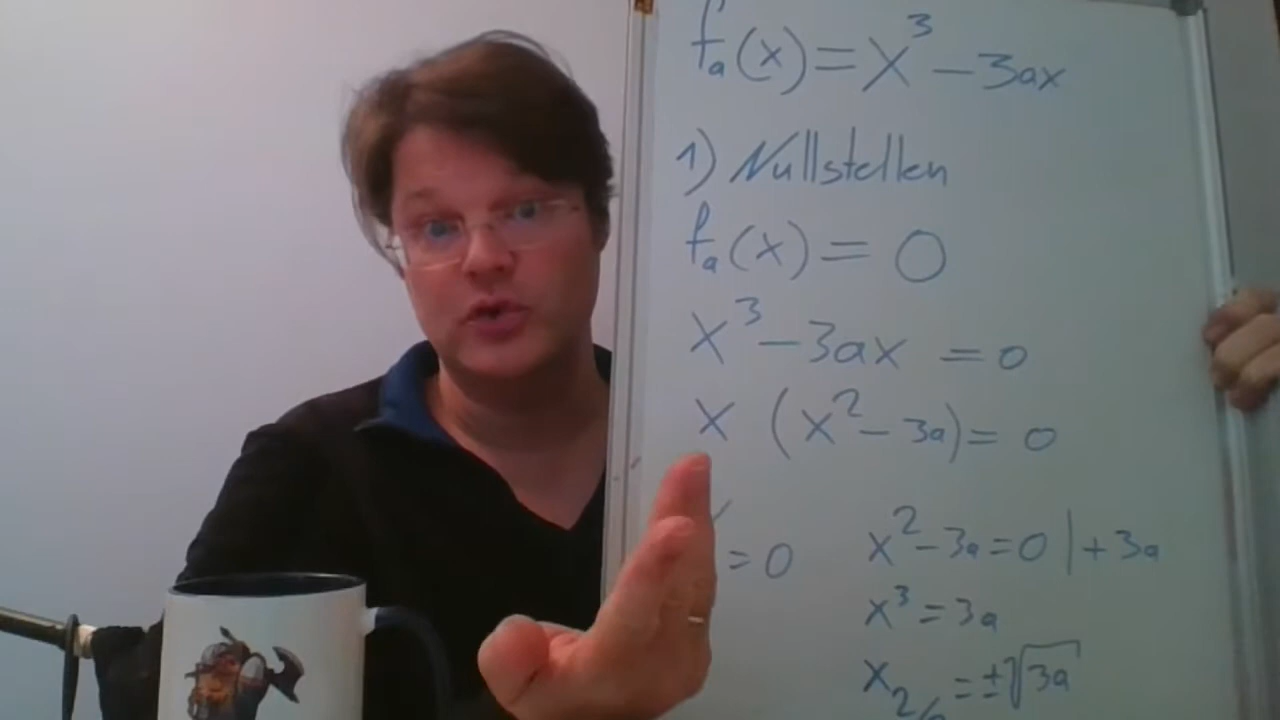 fₐ(x) = x³ - 3ax
1) Nullstellen
fₐ(x) = 0
x³ - 3ax = 0
x (x² - 3a) = 0
= 0 x² - 3a = 0 | + 3a
x³ = 3a
x₂/ = ±√3a